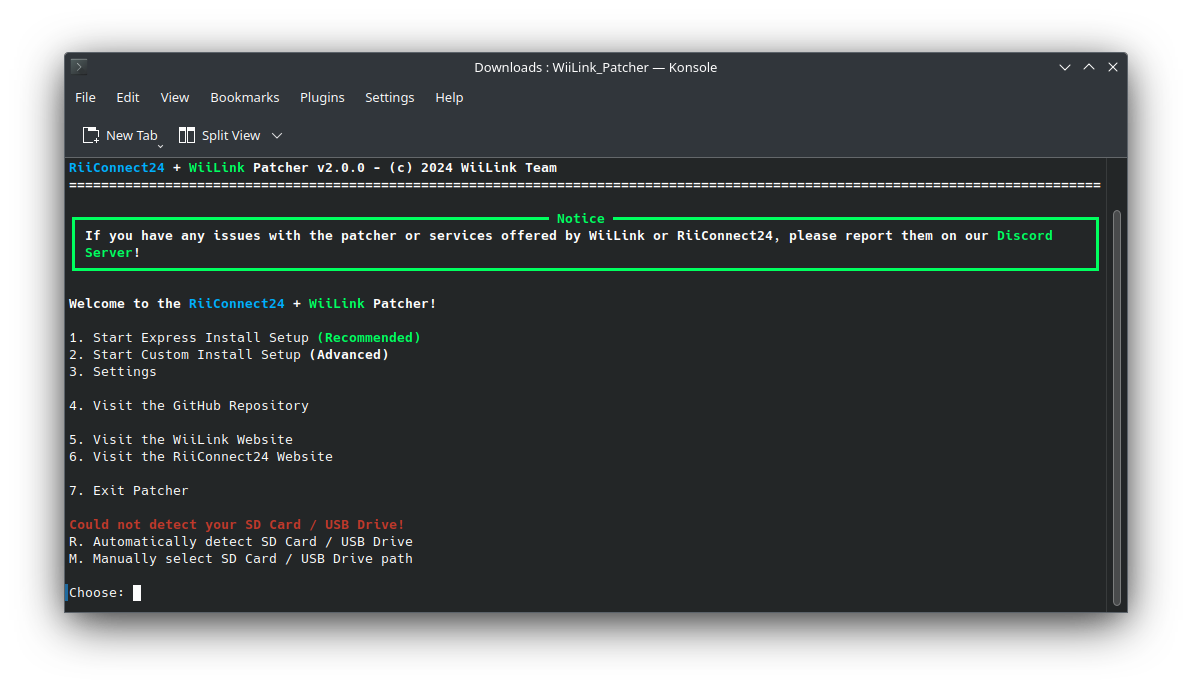 Downloads : WiiLink_Patcher — Konsole
File Edit View Bookmarks Plugins Settings Help
New Tab Split View
RiiConnect24 + WiiLink Patcher v2.0.0 - (c) 2024 WiiLink Team
=================================================================================================================================
Notice
If you have any issues with the patcher or services offered by WiiLink or RiiConnect24, please report them on our Discord
Server!
Welcome to the RiiConnect24 + WiiLink Patcher!
1. Start Express Install Setup (Recommended)
2. Start Custom Install Setup (Advanced)
3. Settings
4. Visit the GitHub Repository
5. Visit the WiiLink Website
6. Visit the RiiConnect24 Website
7. Exit Patcher
Could not detect your SD Card / USB Drive!
R. Automatically detect SD Card / USB Drive
M. Manually select SD Card / USB Drive path
Choose: